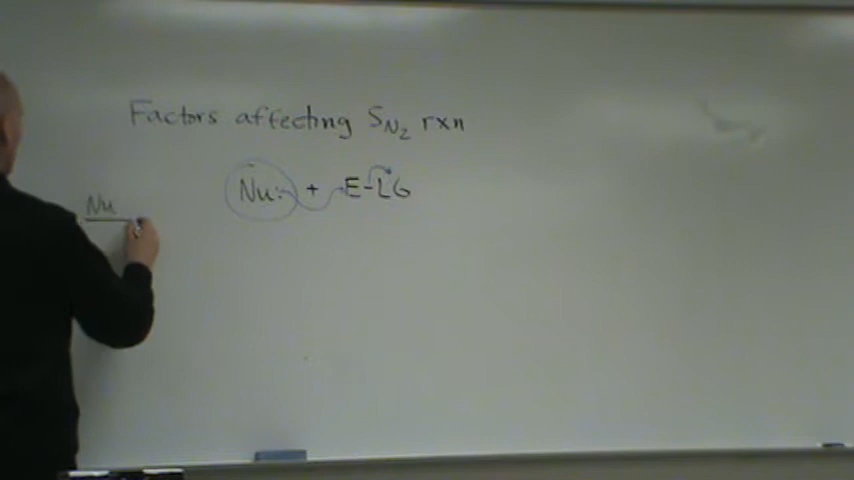 Factors affecting SN2 rxn
Nu: + E-LG
Nu